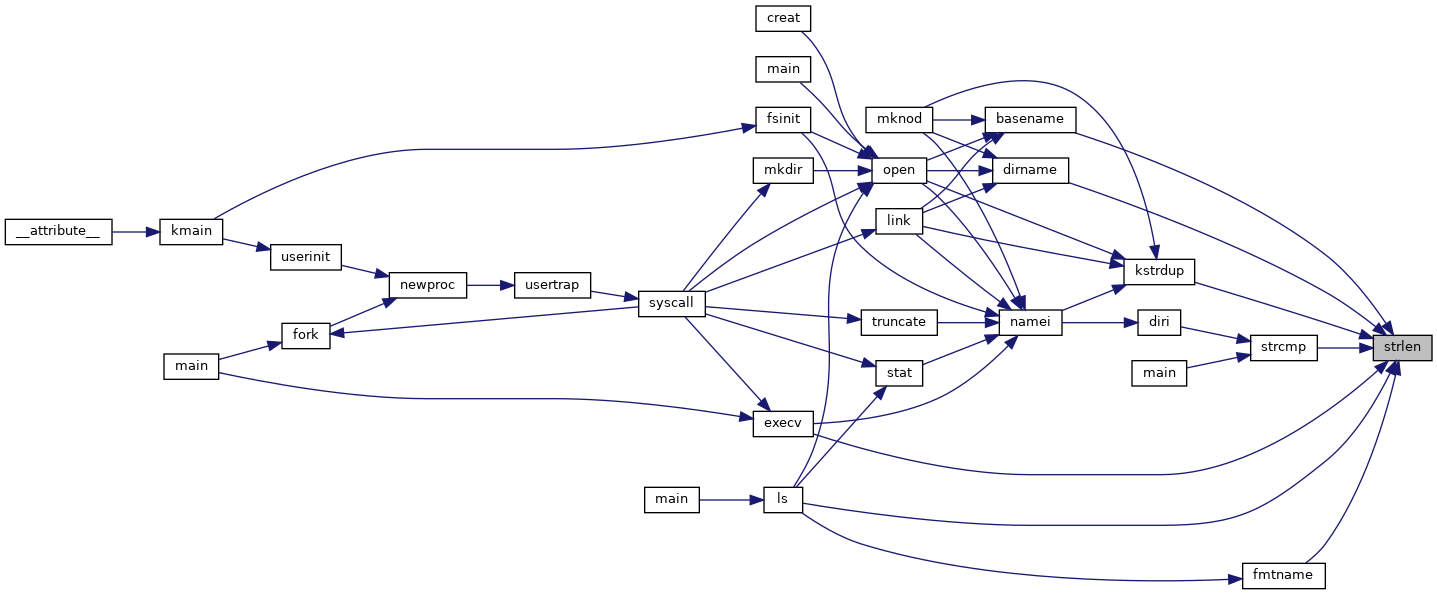 creat
main
fsinit
mknod
basename
mkdir
open
dirname
__attribute__
kmain
link
userinit
kstrdup
newproc
usertrap
syscall
fork
truncate
namei
diri
strcmp
strlen
main
stat
main
execv
main
ls
fmtname